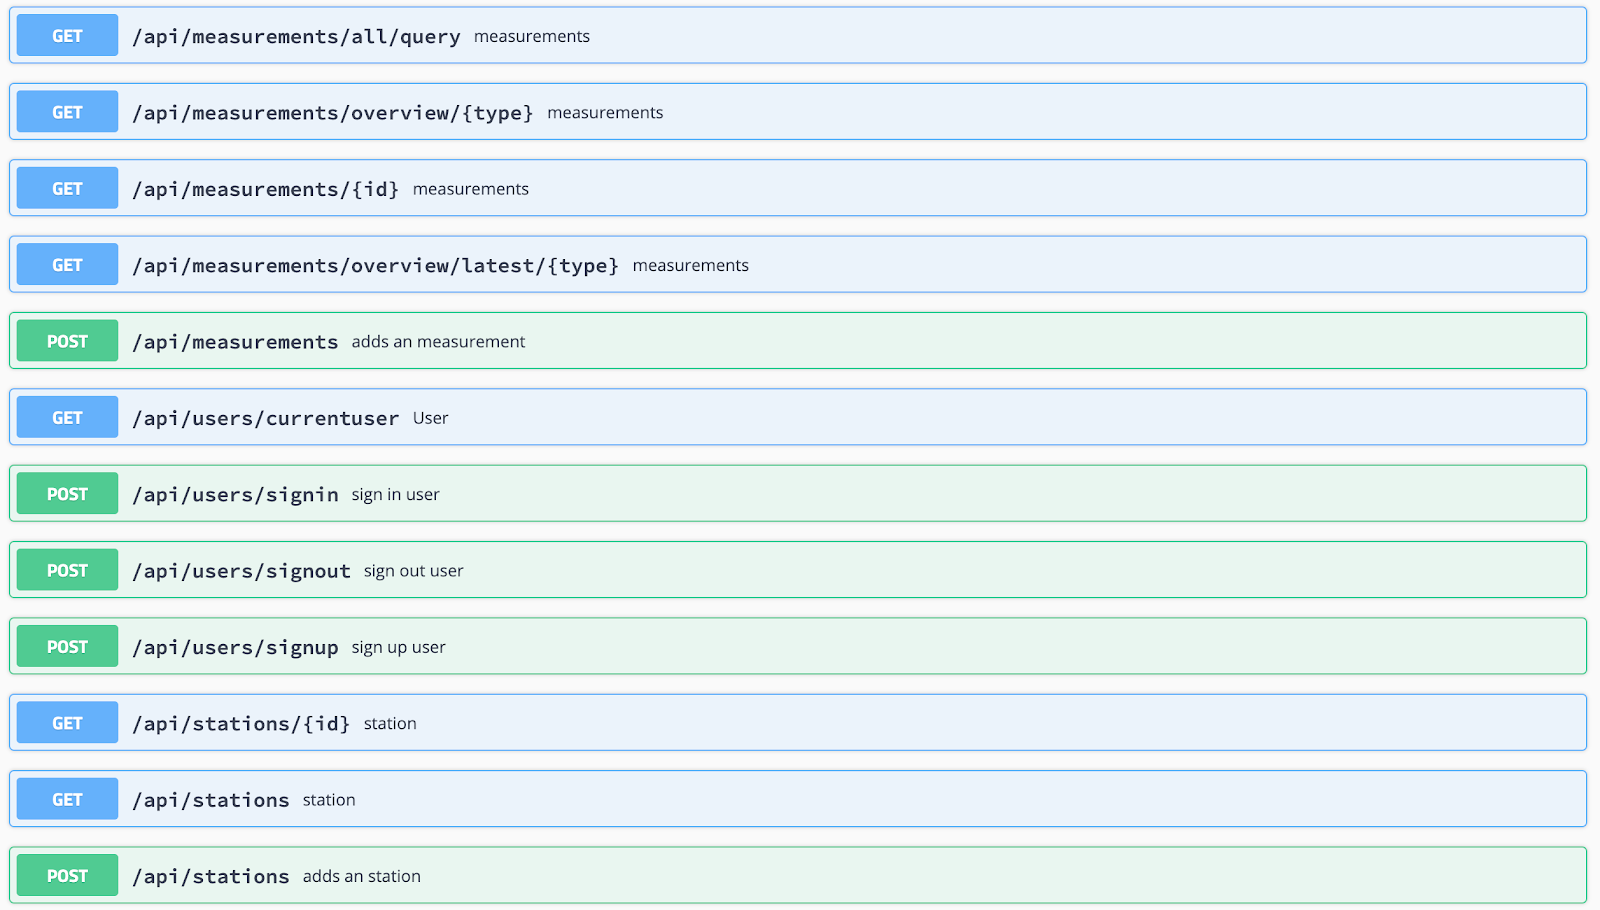 GET /api/measurements/all/query measurements
GET /api/measurements/overview/{type} measurements
GET /api/measurements/{id} measurements
GET /api/measurements/overview/latest/{type} measurements
POST /api/measurements adds an measurement
GET /api/users/currentuser User
POST /api/users/signin sign in user
POST /api/users/signout sign out user
POST /api/users/signup sign up user
GET /api/stations/{id} station
GET /api/stations station
POST /api/stations adds an station